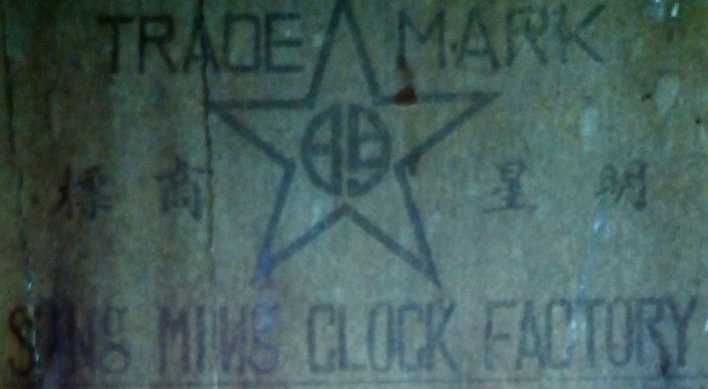 TRADE MARK
明星商標
MING CLOCK FACTORY